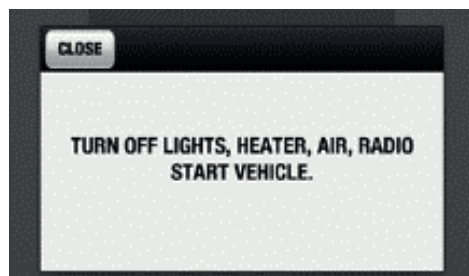 CLOSE
TURN OFF LIGHTS, HEATER, AIR, RADIO
START VEHICLE.